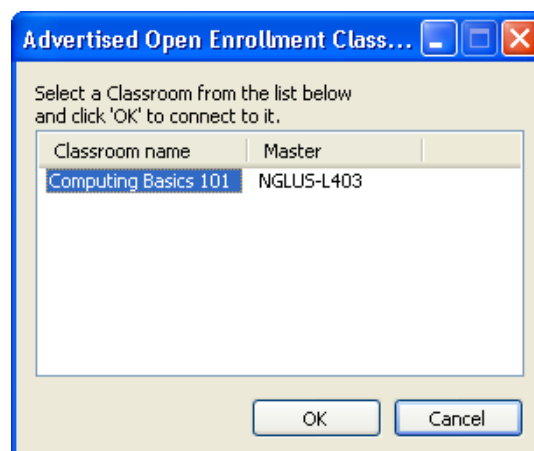 Advertised Open Enrollment Class...
Select a Classroom from the list below
and click 'OK' to connect to it.
Classroom name Master
Computing Basics 101 NGLUS-L403
OK Cancel